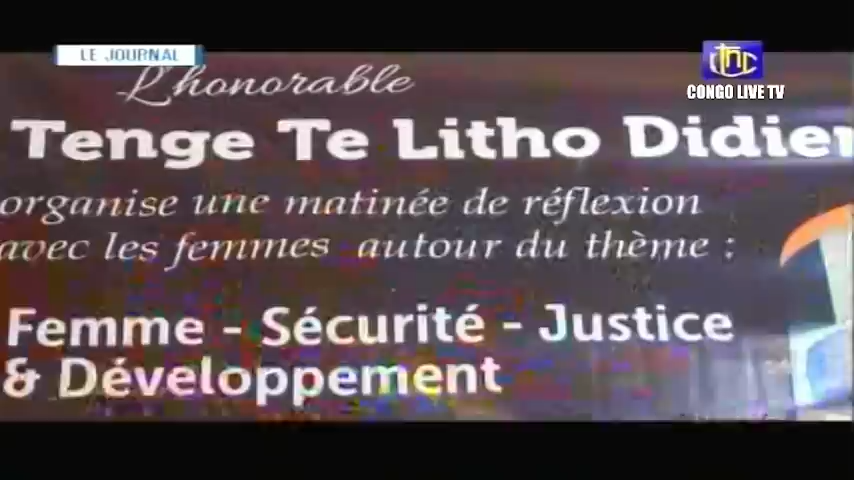 LE JOURNAL
tnc
CONGO LIVE TV
L'honorable
Tenge Te Litho Didier
organise une matinée de réflexion
avec les femmes autour du thème :
Femme - Sécurité - Justice
& Développement